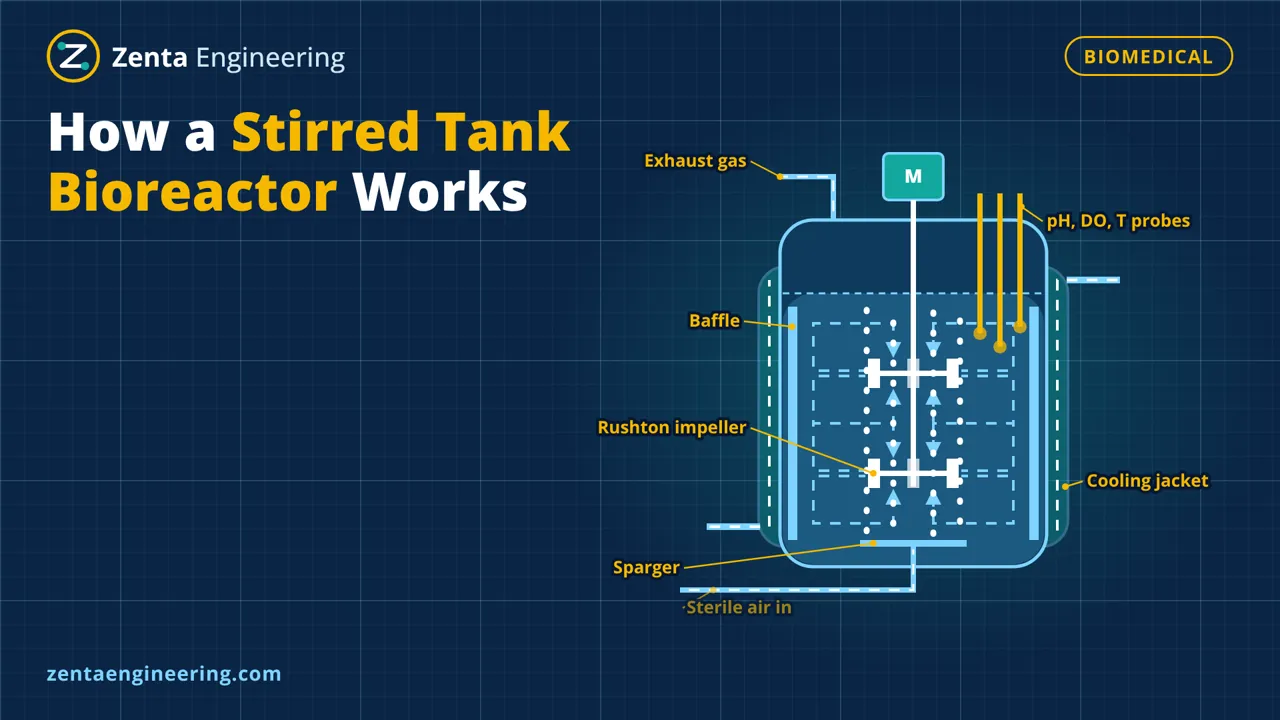 Zenta Engineering
BIOMEDICAL
How a Stirred Tank
Bioreactor Works
Exhaust gas
M
pH, DO, T probes
Baffle
Rushton impeller
Cooling jacket
Sparger
Sterile air in
zentaengineering.com